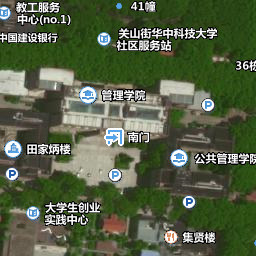 教工服务
中心(no.1)
41幢
关山街华中科技大学
社区服务站
中国建设银行
36栋
管理学院
P
南门
田家炳楼
公共管理学院
P
P
大学生创业
实践中心
P
集贤楼